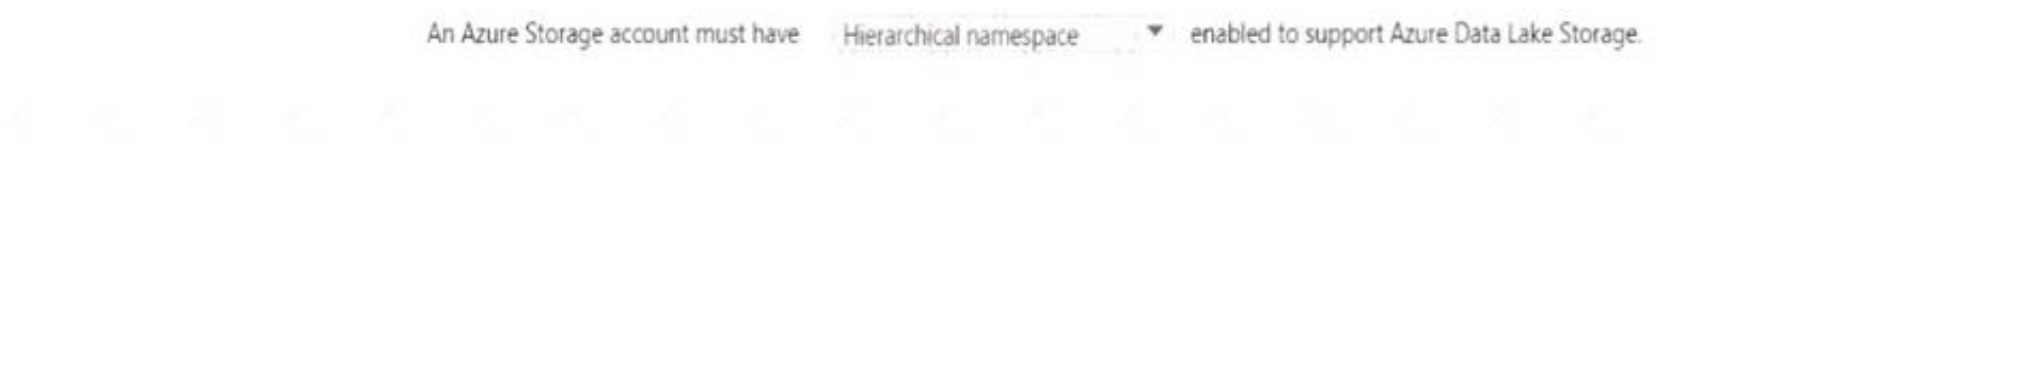 An Azure Storage account must have Hierarchical namespace enabled to support Azure Data Lake Storage.